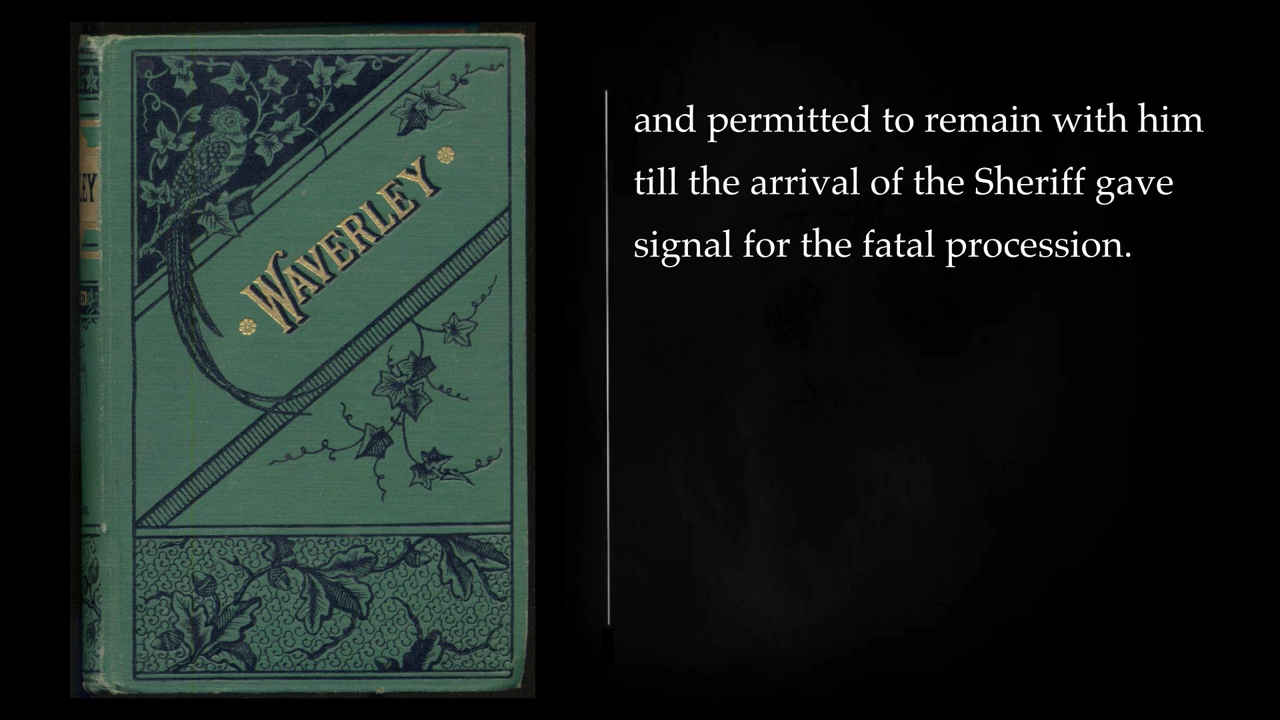 WAVERLEY
LEY
and permitted to remain with him
till the arrival of the Sheriff gave
signal for the fatal procession.